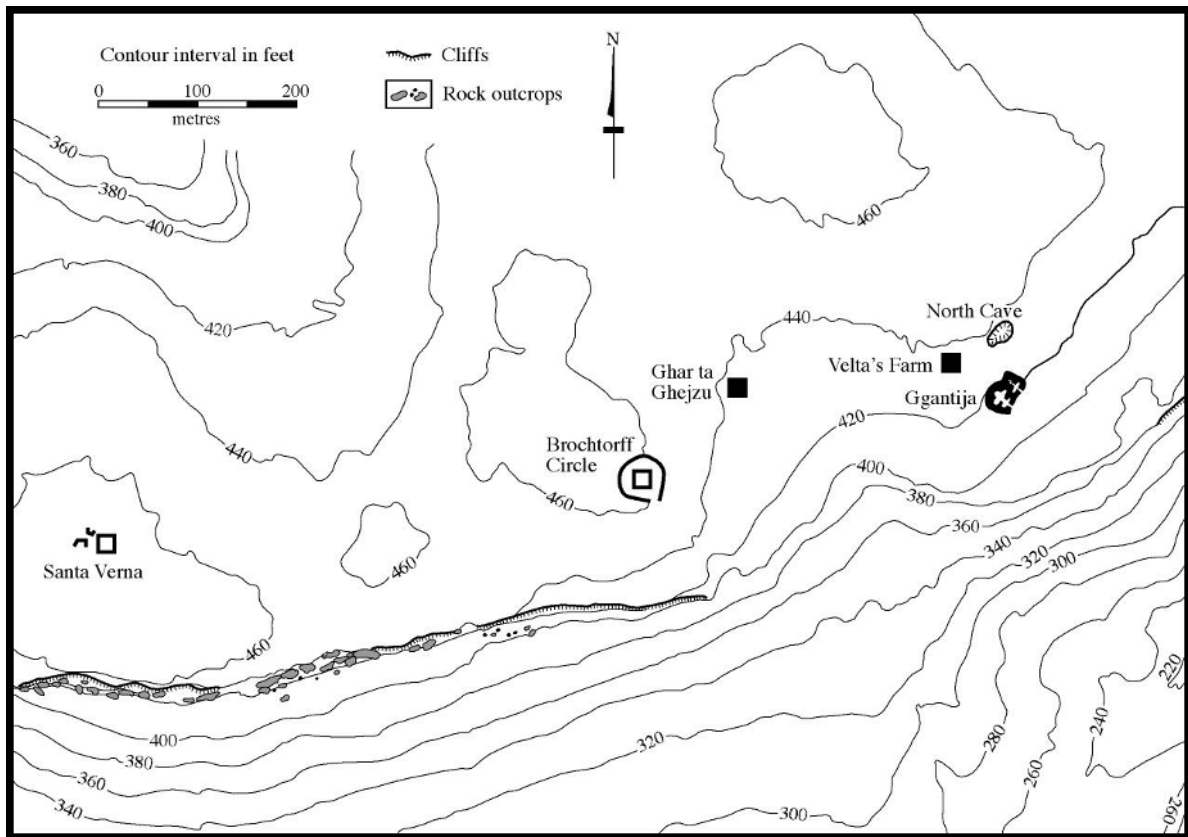 Contour interval in feet
0 100 200
metres
Cliffs
Rock outcrops
N
360
380
400
420
440
460
460
440
North Cave
Velta's Farm
Ggantija
Ghar ta
Ghejzu
Brochtorff
Circle
460
420
400
380
360
340
320
300
Santa Verna
460
460
400
380
360
340
320
300
280
260
240
220
260